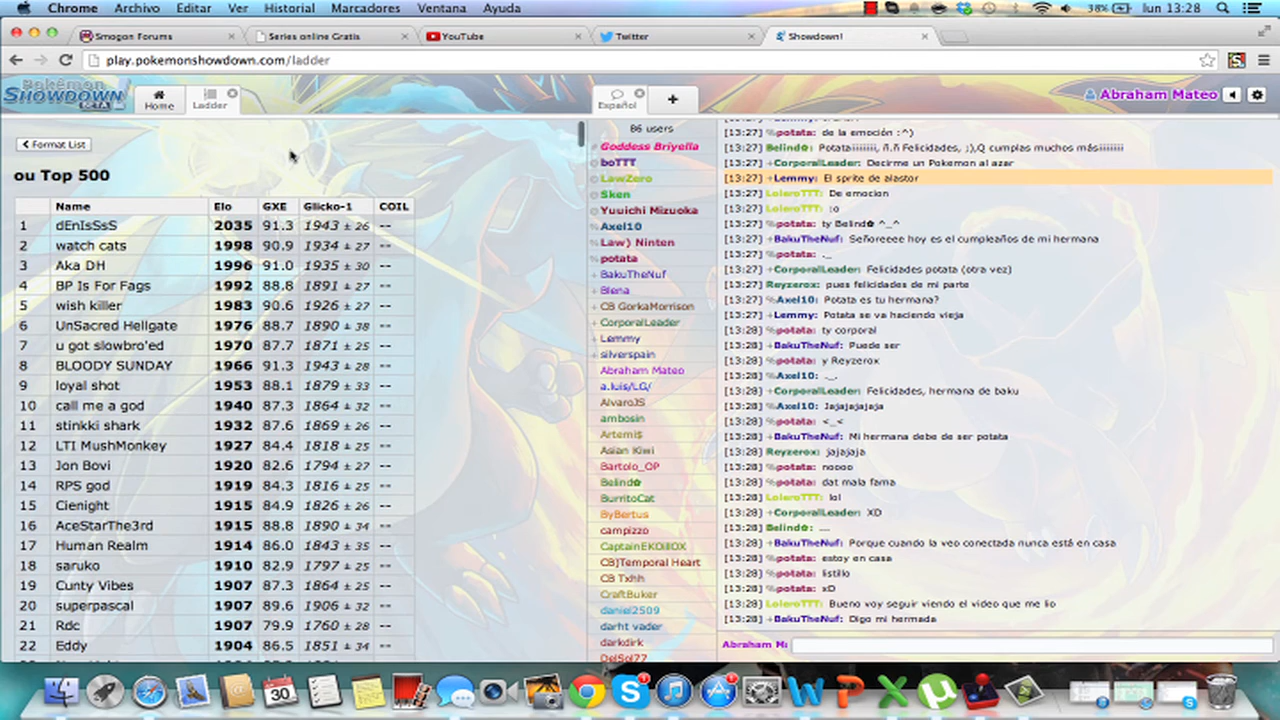 Chrome Archivo Editar Ver Historial Marcadores Ventana Ayuda 38% lun 13:28
Smogon Forums Series online Gratis YouTube Twitter Showdown!
play.pokemonshowdown.com/ladder
Pokémon SHOWDOWN BETA Home Ladder Español + Abraham Mateo
Format List
ou Top 500
Name Elo GXE Glicko-1 COIL
1 dEnIsSsS 2035 91.3 1943 ± 26 --
2 watch cats 1998 90.9 1934 ± 27 --
3 Aka DH 1996 91.0 1935 ± 30 --
4 BP Is For Fags 1992 88.8 1891 ± 27 --
5 wish killer 1983 90.6 1926 ± 27 --
6 UnSacred Hellgate 1976 88.7 1890 ± 38 --
7 u got slowbro'ed 1970 87.7 1871 ± 25 --
8 BLOODY SUNDAY 1966 91.3 1943 ± 28 --
9 loyal shot 1953 88.1 1879 ± 33 --
10 call me a god 1940 87.3 1864 ± 32 --
11 stinkki shark 1932 87.6 1869 ± 26 --
12 LTI MushMonkey 1927 84.4 1818 ± 25 --
13 Jon Bovi 1920 82.6 1794 ± 27 --
14 RPS god 1919 84.3 1816 ± 25 --
15 Cienight 1915 84.9 1826 ± 26 --
16 AceStarThe3rd 1915 88.8 1890 ± 34 --
17 Human Realm 1914 86.0 1843 ± 35 --
18 saruko 1910 82.9 1797 ± 25 --
19 Cunty Vibes 1907 87.3 1864 ± 25 --
20 superpascal 1907 89.6 1906 ± 32 --
21 Rdc 1907 79.9 1760 ± 28 --
22 Eddy 1904 86.5 1851 ± 34 --
86 users
Goddess Briyella
boTTT
LawZero
Sken
Yuuichi Mizuoka
%Axel10
%Law) Ninten
%potata
+BakuTheNuf
+Blena
+CB GorkaMorrison
+CorporalLeader
+Lemmy
+silverspain
Abraham Mateo
a.luis/LG/
AlvaroJS
ambosin
Artemi$
Asian Kiwi
Bartolo_OP
Belind✿
BurritoCat
ByBertus
campizzo
CaptainEKOillOX
CB]Temporal Heart
CB Txhh
CraftBuker
daniel2509
darht vader
darkdirk
DelSol77
[13:27] %potata: de la emoción :^)
[13:27] Belind✿: Potataiiiiiii, ñ.ñ Felicidades, ;),Q cumplas muchos másiiiiiii
[13:27] +CorporalLeader: Decirme un Pokemon al azar
[13:27] +Lemmy: El sprite de alastor
[13:27] LoleroTTT: De emocion
[13:27] LoleroTTT: :o
[13:27] %potata: ty Belind✿ ^_^
[13:27] +BakuTheNuf: Señoreeee hoy es el cumpleaños de mi hermana
[13:27] %potata: ._
[13:27] +CorporalLeader: Felicidades potata (otra vez)
[13:27] Reyzerox: pues felicidades de mi parte
[13:27] %Axel10: Potata es tu hermana?
[13:27] +Lemmy: Potata se va haciendo vieja
[13:28] %potata: ty corporal
[13:28] +BakuTheNuf: Puede ser
[13:28] %potata: y Reyzerox
[13:28] %Axel10: ._.
[13:28] +CorporalLeader: Felicidades, hermana de baku
[13:28] %Axel10: Jajajajajaja
[13:28] %potata: <_<
[13:28] +BakuTheNuf: Mi hermana debe de ser potata
[13:28] Reyzerox: jajajaja
[13:28] %potata: noooo
[13:28] %potata: dat mala fama
[13:28] LoleroTTT: lol
[13:28] +CorporalLeader: XD
[13:28] Belind✿: ...
[13:28] +BakuTheNuf: Porque cuando la veo conectada nunca está en casa
[13:28] %potata: estoy en casa
[13:28] %potata: listillo
[13:28] %potata: xD
[13:28] LoleroTTT: Bueno voy seguir viendo el video que me lio
[13:28] +BakuTheNuf: Digo mi hermada
Abraham M
30